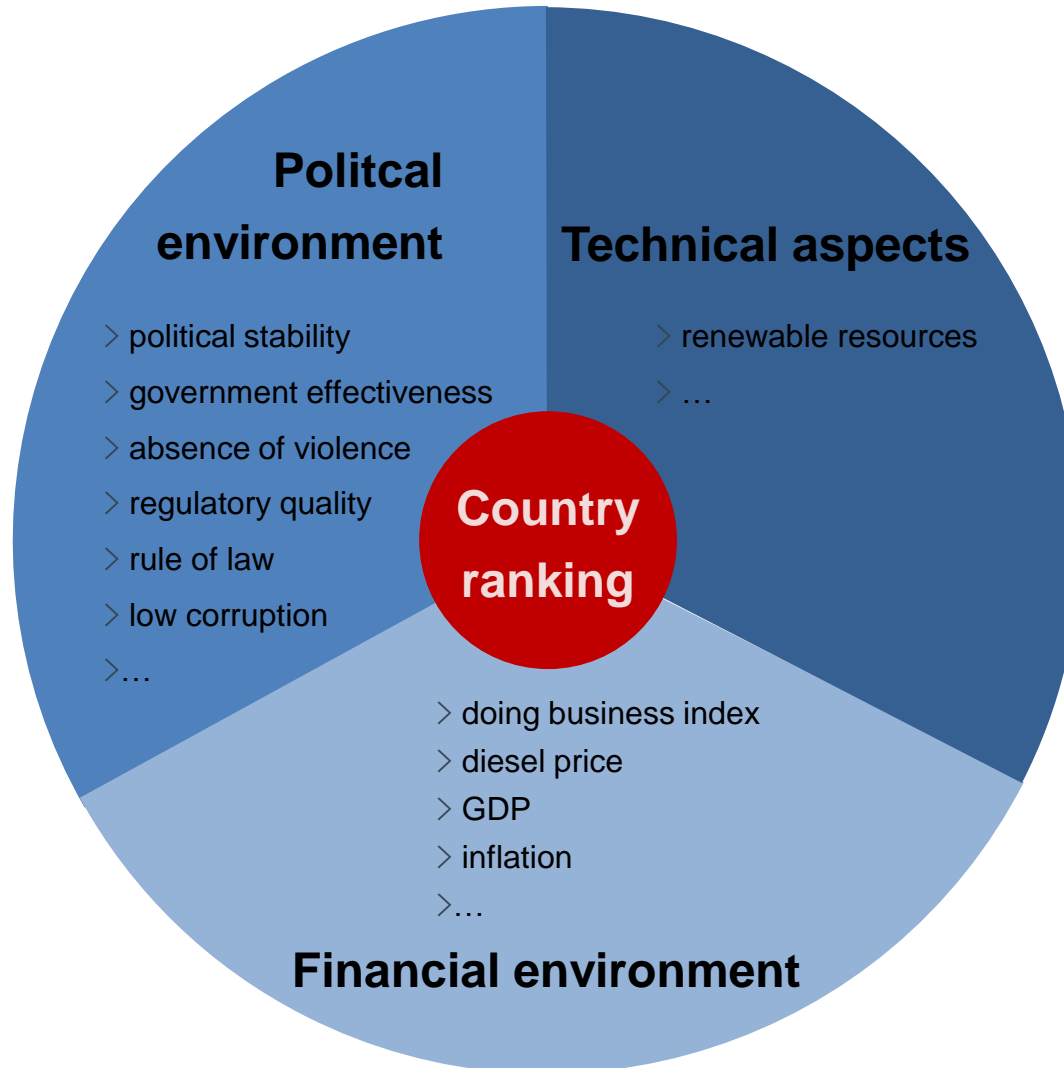 Politcal
environment
> political stability
> government effectiveness
> absence of violence
> regulatory quality
> rule of law
> low corruption
>…
Technical aspects
> renewable resources
> …
Country
ranking
> doing business index
> diesel price
> GDP
> inflation
>…
Financial environment